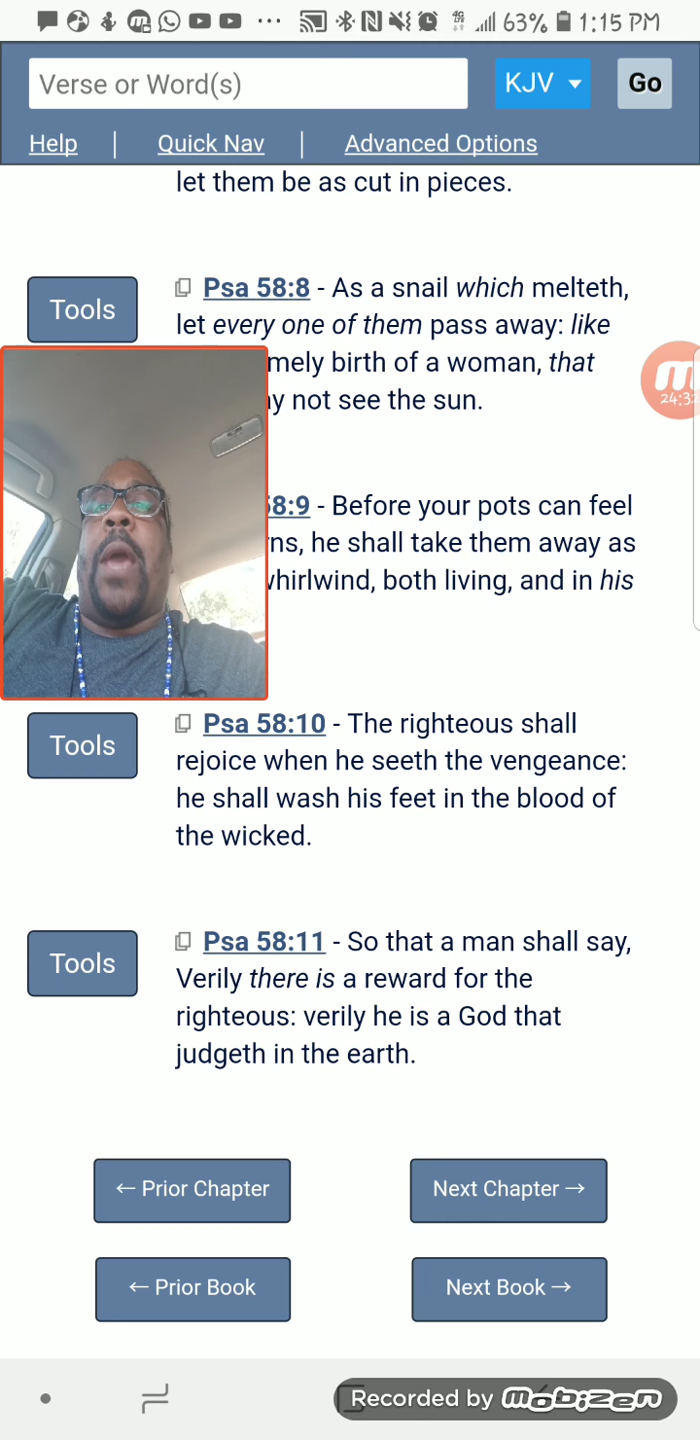 63% 1:15 PM
Verse or Word(s) KJV Go
Help | Quick Nav | Advanced Options
let them be as cut in pieces.
Tools
Psa 58:8 - As a snail which melteth,
let every one of them pass away: like
mely birth of a woman, that
y not see the sun.
24:3
58:9 - Before your pots can feel
ns, he shall take them away as
whirlwind, both living, and in his
Tools
Psa 58:10 - The righteous shall
rejoice when he seeth the vengeance:
he shall wash his feet in the blood of
the wicked.
Tools
Psa 58:11 - So that a man shall say,
Verily there is a reward for the
righteous: verily he is a God that
judgeth in the earth.
← Prior Chapter
Next Chapter →
← Prior Book
Next Book →
Recorded by mobizen